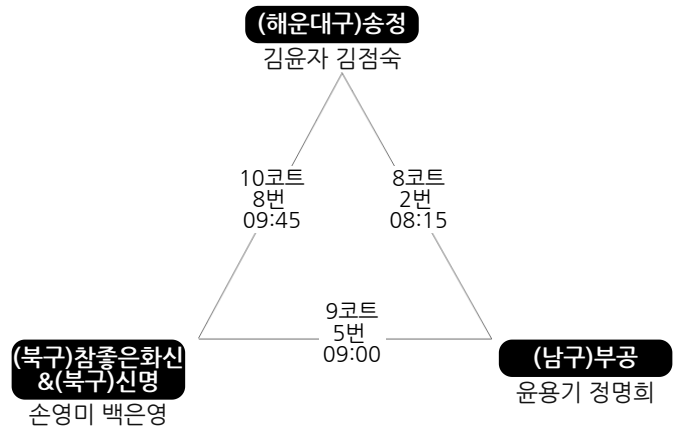 (해운대구)송정
김윤자 김점숙
10코트
8번
09:45
8코트
2번
08:15
9코트
5번
09:00
(북구)참좋은화신
&(북구)신명
손영미 백은영
(남구)부공
윤용기 정명희